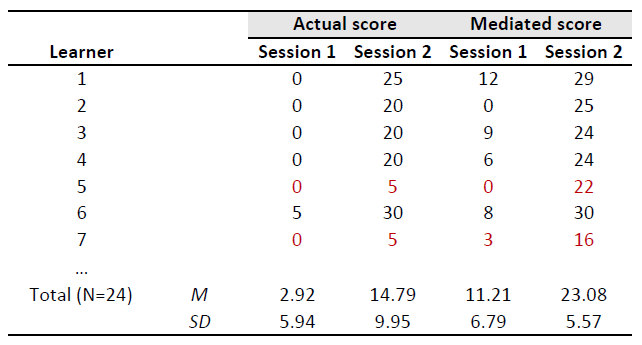 Actual score Mediated score
Learner Session 1 Session 2 Session 1 Session 2
1 0 25 12 29
2 0 20 0 25
3 0 20 9 24
4 0 20 6 24
5 0 5 0 22
6 5 30 8 30
7 0 5 3 16
...
Total (N=24) M 2.92 14.79 11.21 23.08
SD 5.94 9.95 6.79 5.57